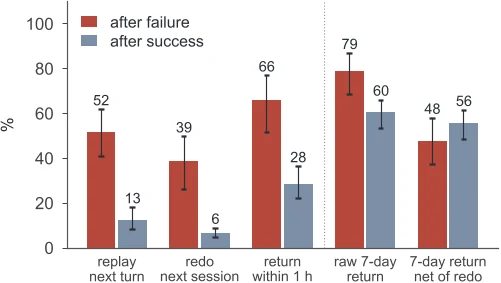 after failure
after success
%
100
80
60
40
20
0
52
13
39
6
66
28
79
60
48
56
replay
next turn
redo
next session
return
within 1 h
raw 7-day
return
7-day return
net of redo